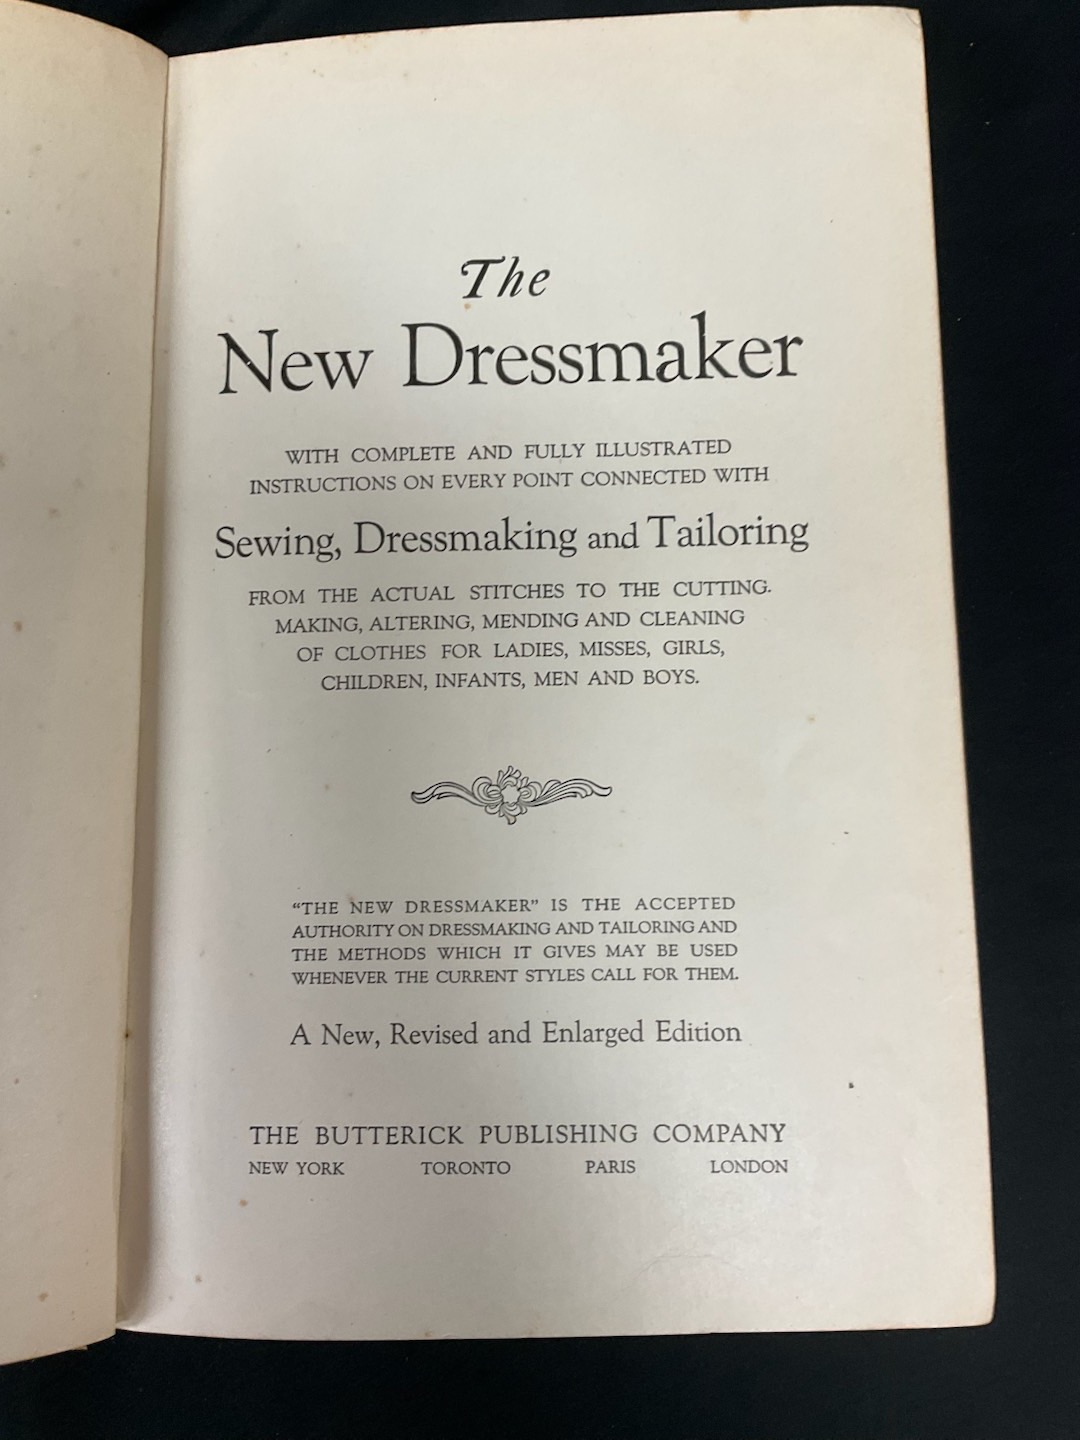 The
New Dressmaker
WITH COMPLETE AND FULLY ILLUSTRATED
INSTRUCTIONS ON EVERY POINT CONNECTED WITH
Sewing, Dressmaking and Tailoring
FROM THE ACTUAL STITCHES TO THE CUTTING.
MAKING, ALTERING, MENDING AND CLEANING
OF CLOTHES FOR LADIES, MISSES, GIRLS,
CHILDREN, INFANTS, MEN AND BOYS.
"THE NEW DRESSMAKER" IS THE ACCEPTED
AUTHORITY ON DRESSMAKING AND TAILORING AND
THE METHODS WHICH IT GIVES MAY BE USED
WHENEVER THE CURRENT STYLES CALL FOR THEM.
A New, Revised and Enlarged Edition
THE BUTTERICK PUBLISHING COMPANY
NEW YORK TORONTO PARIS LONDON